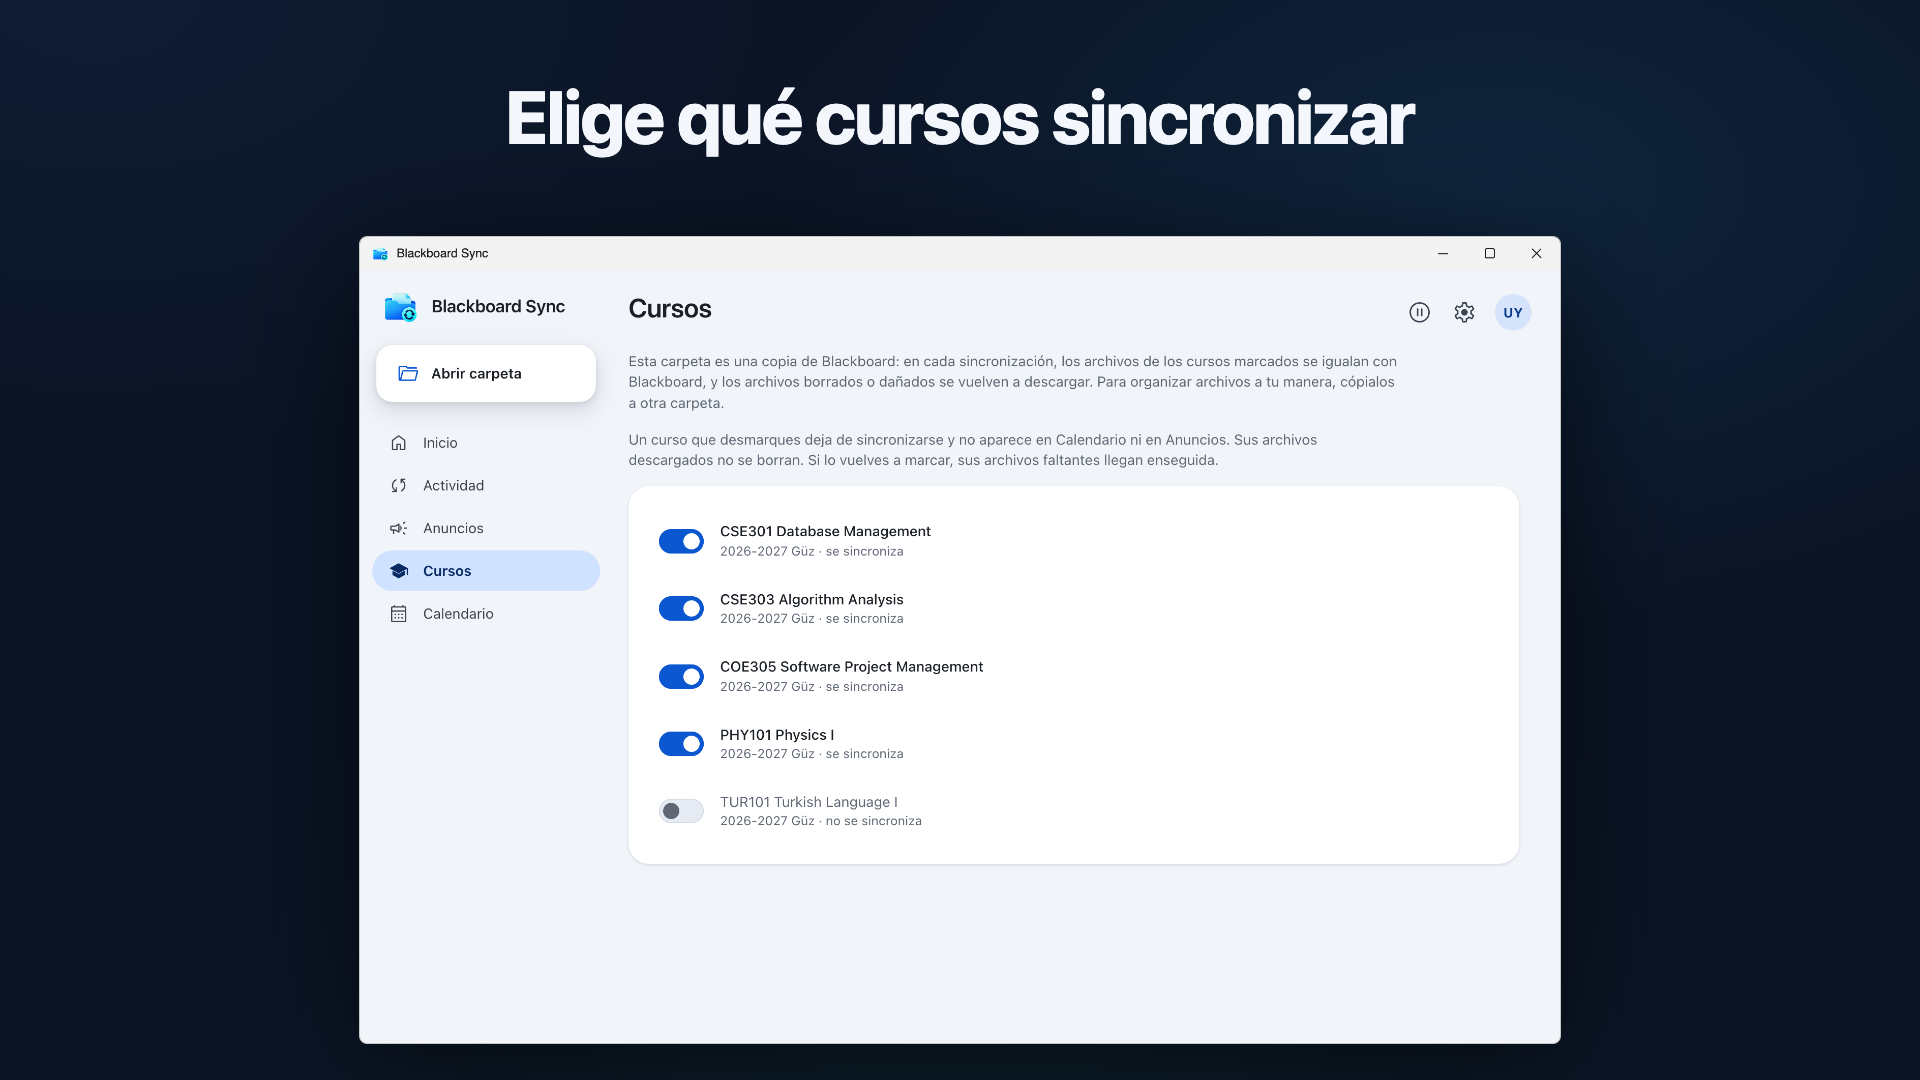 Elige qué cursos sincronizar
Blackboard Sync
Blackboard Sync
Abrir carpeta
Inicio
Actividad
Anuncios
Cursos
Calendario
Cursos
UY
Esta carpeta es una copia de Blackboard: en cada sincronización, los archivos de los cursos marcados se igualan con
Blackboard, y los archivos borrados o dañados se vuelven a descargar. Para organizar archivos a tu manera, cópialos
a otra carpeta.
Un curso que desmarques deja de sincronizarse y no aparece en Calendario ni en Anuncios. Sus archivos
descargados no se borran. Si lo vuelves a marcar, sus archivos faltantes llegan enseguida.
CSE301 Database Management
2026-2027 Güz · se sincroniza
CSE303 Algorithm Analysis
2026-2027 Güz · se sincroniza
COE305 Software Project Management
2026-2027 Güz · se sincroniza
PHY101 Physics I
2026-2027 Güz · se sincroniza
TUR101 Turkish Language I
2026-2027 Güz · no se sincroniza